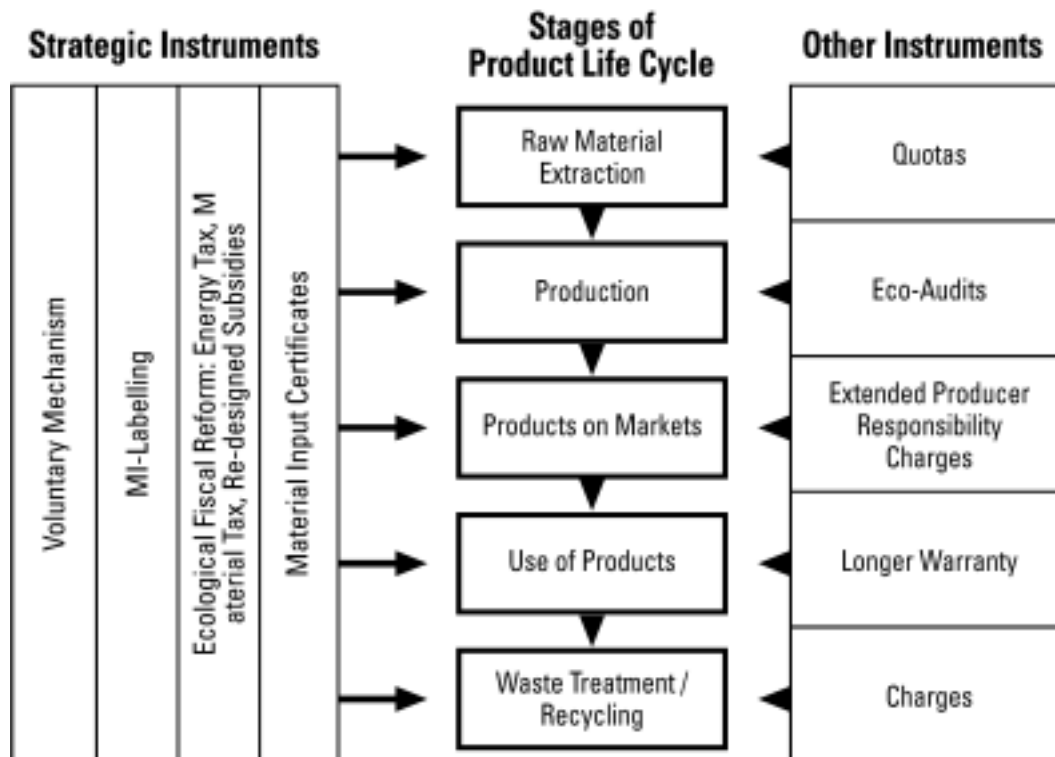 Strategic Instruments
Stages of
Product Life Cycle
Other Instruments
Voluntary Mechanism
MI-Labelling
Ecological Fiscal Reform: Energy Tax, M
aterial Tax, Re-designed Subsidies
Material Input Certificates
Raw Material
Extraction
Production
Products on Markets
Use of Products
Waste Treatment /
Recycling
Quotas
Eco-Audits
Extended Producer
Responsibility
Charges
Longer Warranty
Charges